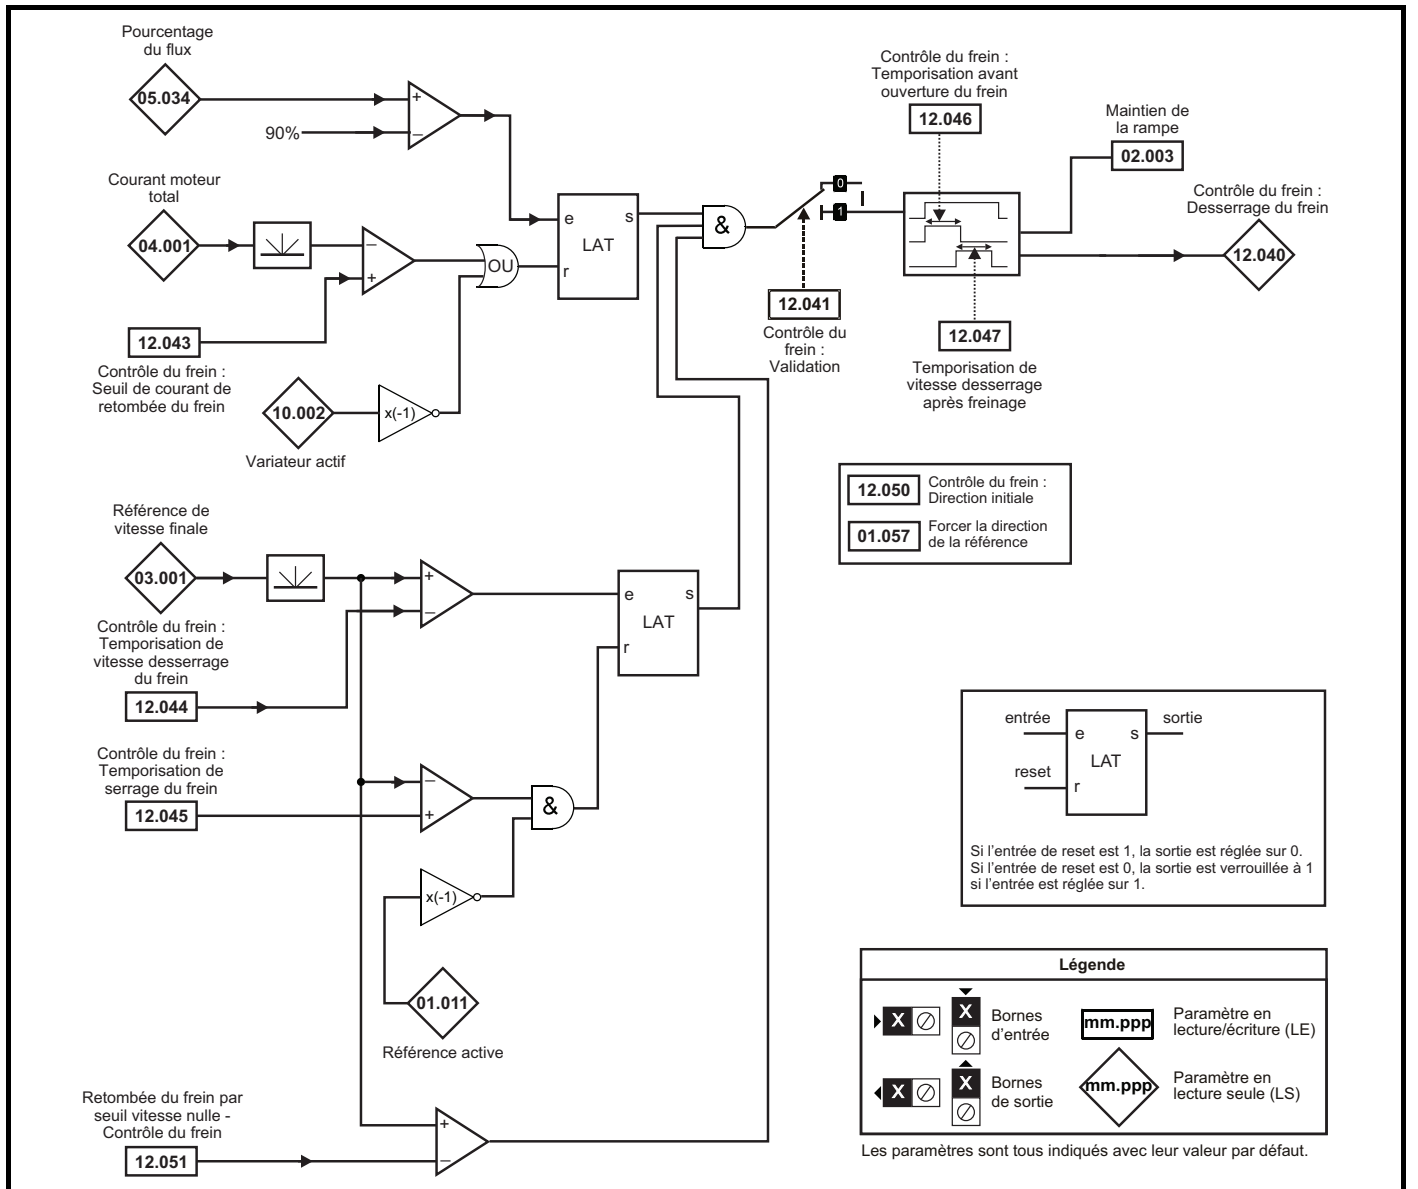 Pourcentage
du flux
05.034
+
90%
–
Courant moteur
total
04.001
–
+
12.043
Contrôle du frein :
Seuil de courant de
retombée du frein
OU
10.002
x(-1)
Variateur actif
e
s
LAT
r
&
0
1
12.041
Contrôle du
frein :
Validation
Contrôle du frein :
Temporisation avant
ouverture du frein
12.046
12.047
Temporisation de
vitesse desserrage
après freinage
Maintien de
la rampe
02.003
Contrôle du frein :
Desserrage du frein
12.040
12.050
Contrôle du frein :
Direction initiale
01.057
Forcer la direction
de la référence
Référence de
vitesse finale
03.001
+
–
Contrôle du frein :
Temporisation de
vitesse desserrage
du frein
12.044
e
s
LAT
r
Contrôle du frein :
Temporisation de
serrage du frein
12.045
–
+
&
x(-1)
01.011
Référence active
Retombée du frein par
seuil vitesse nulle -
Contrôle du frein
12.051
+
–
entrée
sortie
e
s
LAT
reset
r
Si l’entrée de reset est 1, la sortie est réglée sur 0.
Si l’entrée de reset est 0, la sortie est verrouillée à 1
si l’entrée est réglée sur 1.
Légende
X
X
Bornes
d’entrée
mm.ppp
Paramètre en
lecture/écriture (LE)
X
X
Bornes
de sortie
mm.ppp
Paramètre en
lecture seule (LS)
Les paramètres sont tous indiqués avec leur valeur par défaut.